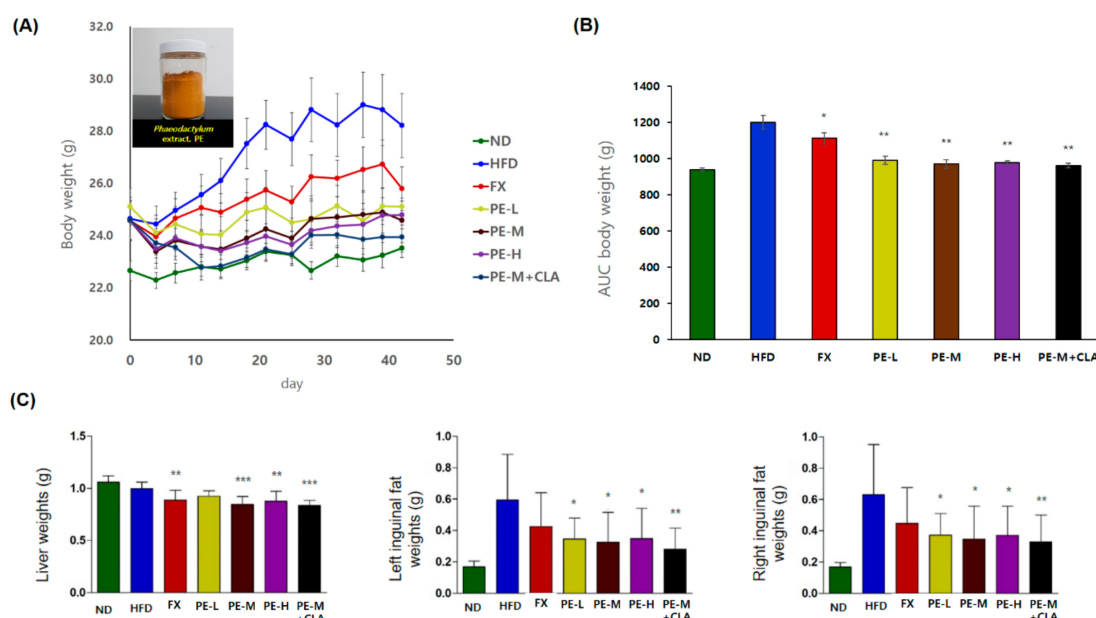 (A)
32.0
30.0
28.0
26.0
24.0
22.0
20.0
Body weight (g)
0
10
20
30
40
50
day
Phaeodactylum
extract, PE
ND
HFD
FX
PE-L
PE-M
PE-H
PE-M+CLA
(B)
1400
1200
1000
800
600
400
200
0
AUC body weight (g)
*
**
**
**
**
ND
HFD
FX
PE-L
PE-M
PE-H
PE-M+CLA
(C)
1.5
1.0
0.5
0.0
Liver weights (g)
**
***
**
***
ND
HFD
FX
PE-L
PE-M
PE-H
PE-M
+CLA
1.0
0.8
0.6
0.4
0.2
0.0
Left inguinal fat
weights (g)
*
*
*
**
ND
HFD
FX
PE-L
PE-M
PE-H
PE-M
+CLA
1.0
0.8
0.6
0.4
0.2
0.0
Right inguinal fat
weights (g)
*
*
*
**
ND
HFD
FX
PE-L
PE-M
PE-H
PE-M
+CLA